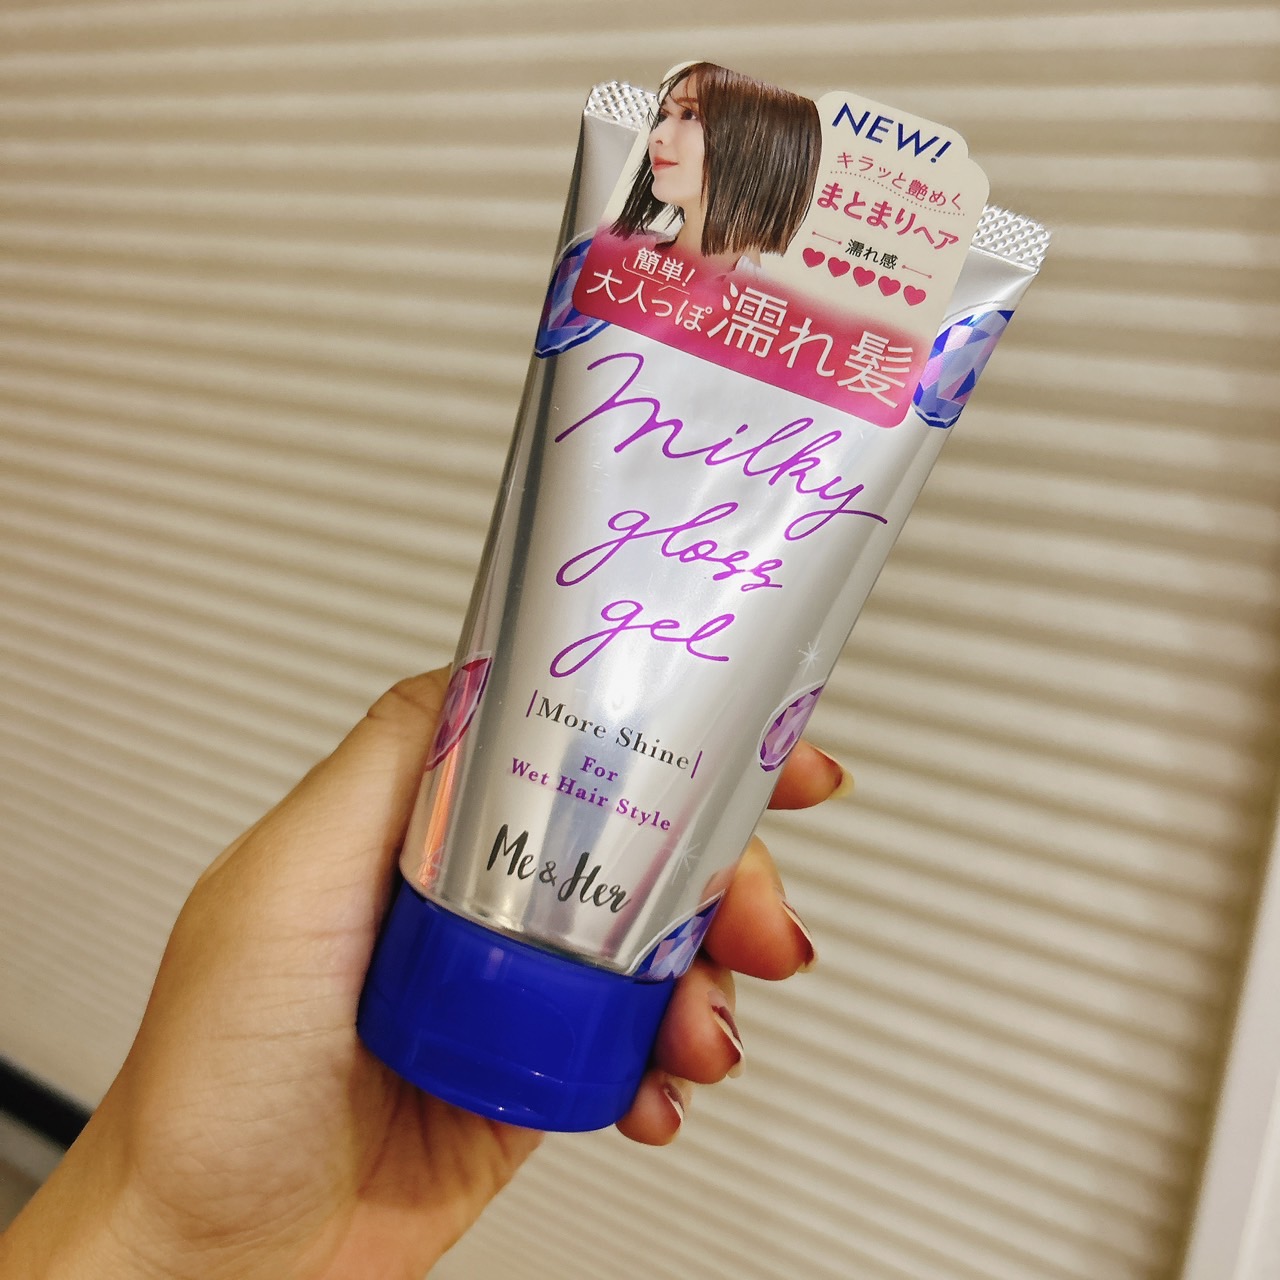 NEW!
キラッと艶めく
まとまりヘア
濡れ感
簡単!
大人っぽ濡れ髪
milky
gloss
gel
More Shine
For
Wet Hair Style
Me & Her